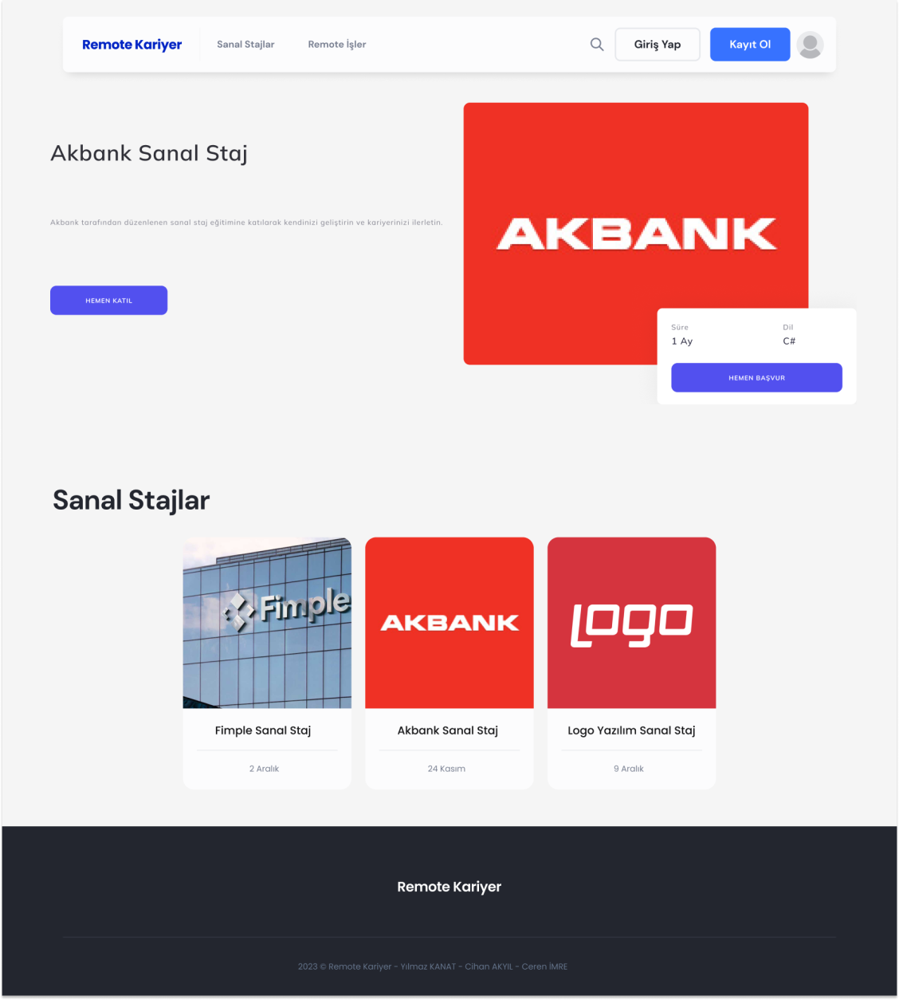 Remote Kariyer
Sanal Stajlar
Remote İşler
Giriş Yap
Kayıt Ol
Akbank Sanal Staj
Akbank tarafından düzenlenen sanal staj eğitimine katılarak kendinizi geliştirin ve kariyerinizi ilerletin.
HEMEN KATIL
AKBANK
Süre
Dil
1 Ay
C#
HEMEN BAŞVUR
Sanal Stajlar
Fimple
AKBANK
Logo
Fimple Sanal Staj
Akbank Sanal Staj
Logo Yazılım Sanal Staj
2 Aralık
24 Kasım
9 Aralık
Remote Kariyer
2023 © Remote Kariyer - Yılmaz KANAT - Cihan AKYIL - Ceren İMRE